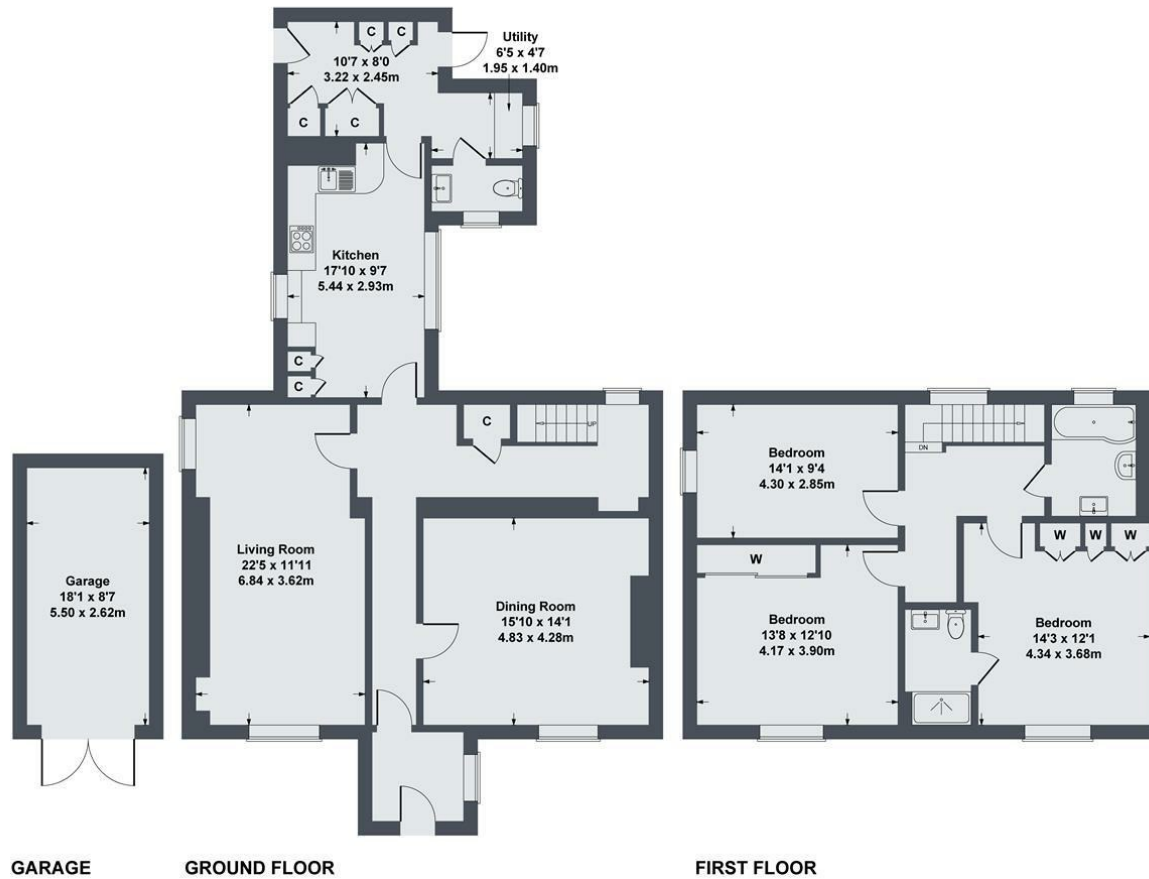 C
C
Utility
6'5 x 4'7
1.95 x 1.40m
10'7 x 8'0
3.22 x 2.45m
C
C
Kitchen
17'10 x 9'7
5.44 x 2.93m
C
C
C
UP
Living Room
22'5 x 11'11
6.84 x 3.62m
Dining Room
15'10 x 14'1
4.83 x 4.28m
Garage
18'1 x 8'7
5.50 x 2.62m
Bedroom
14'1 x 9'4
4.30 x 2.85m
DN
W
W
W
W
Bedroom
13'8 x 12'10
4.17 x 3.90m
Bedroom
14'3 x 12'1
4.34 x 3.68m
GARAGE
GROUND FLOOR
FIRST FLOOR